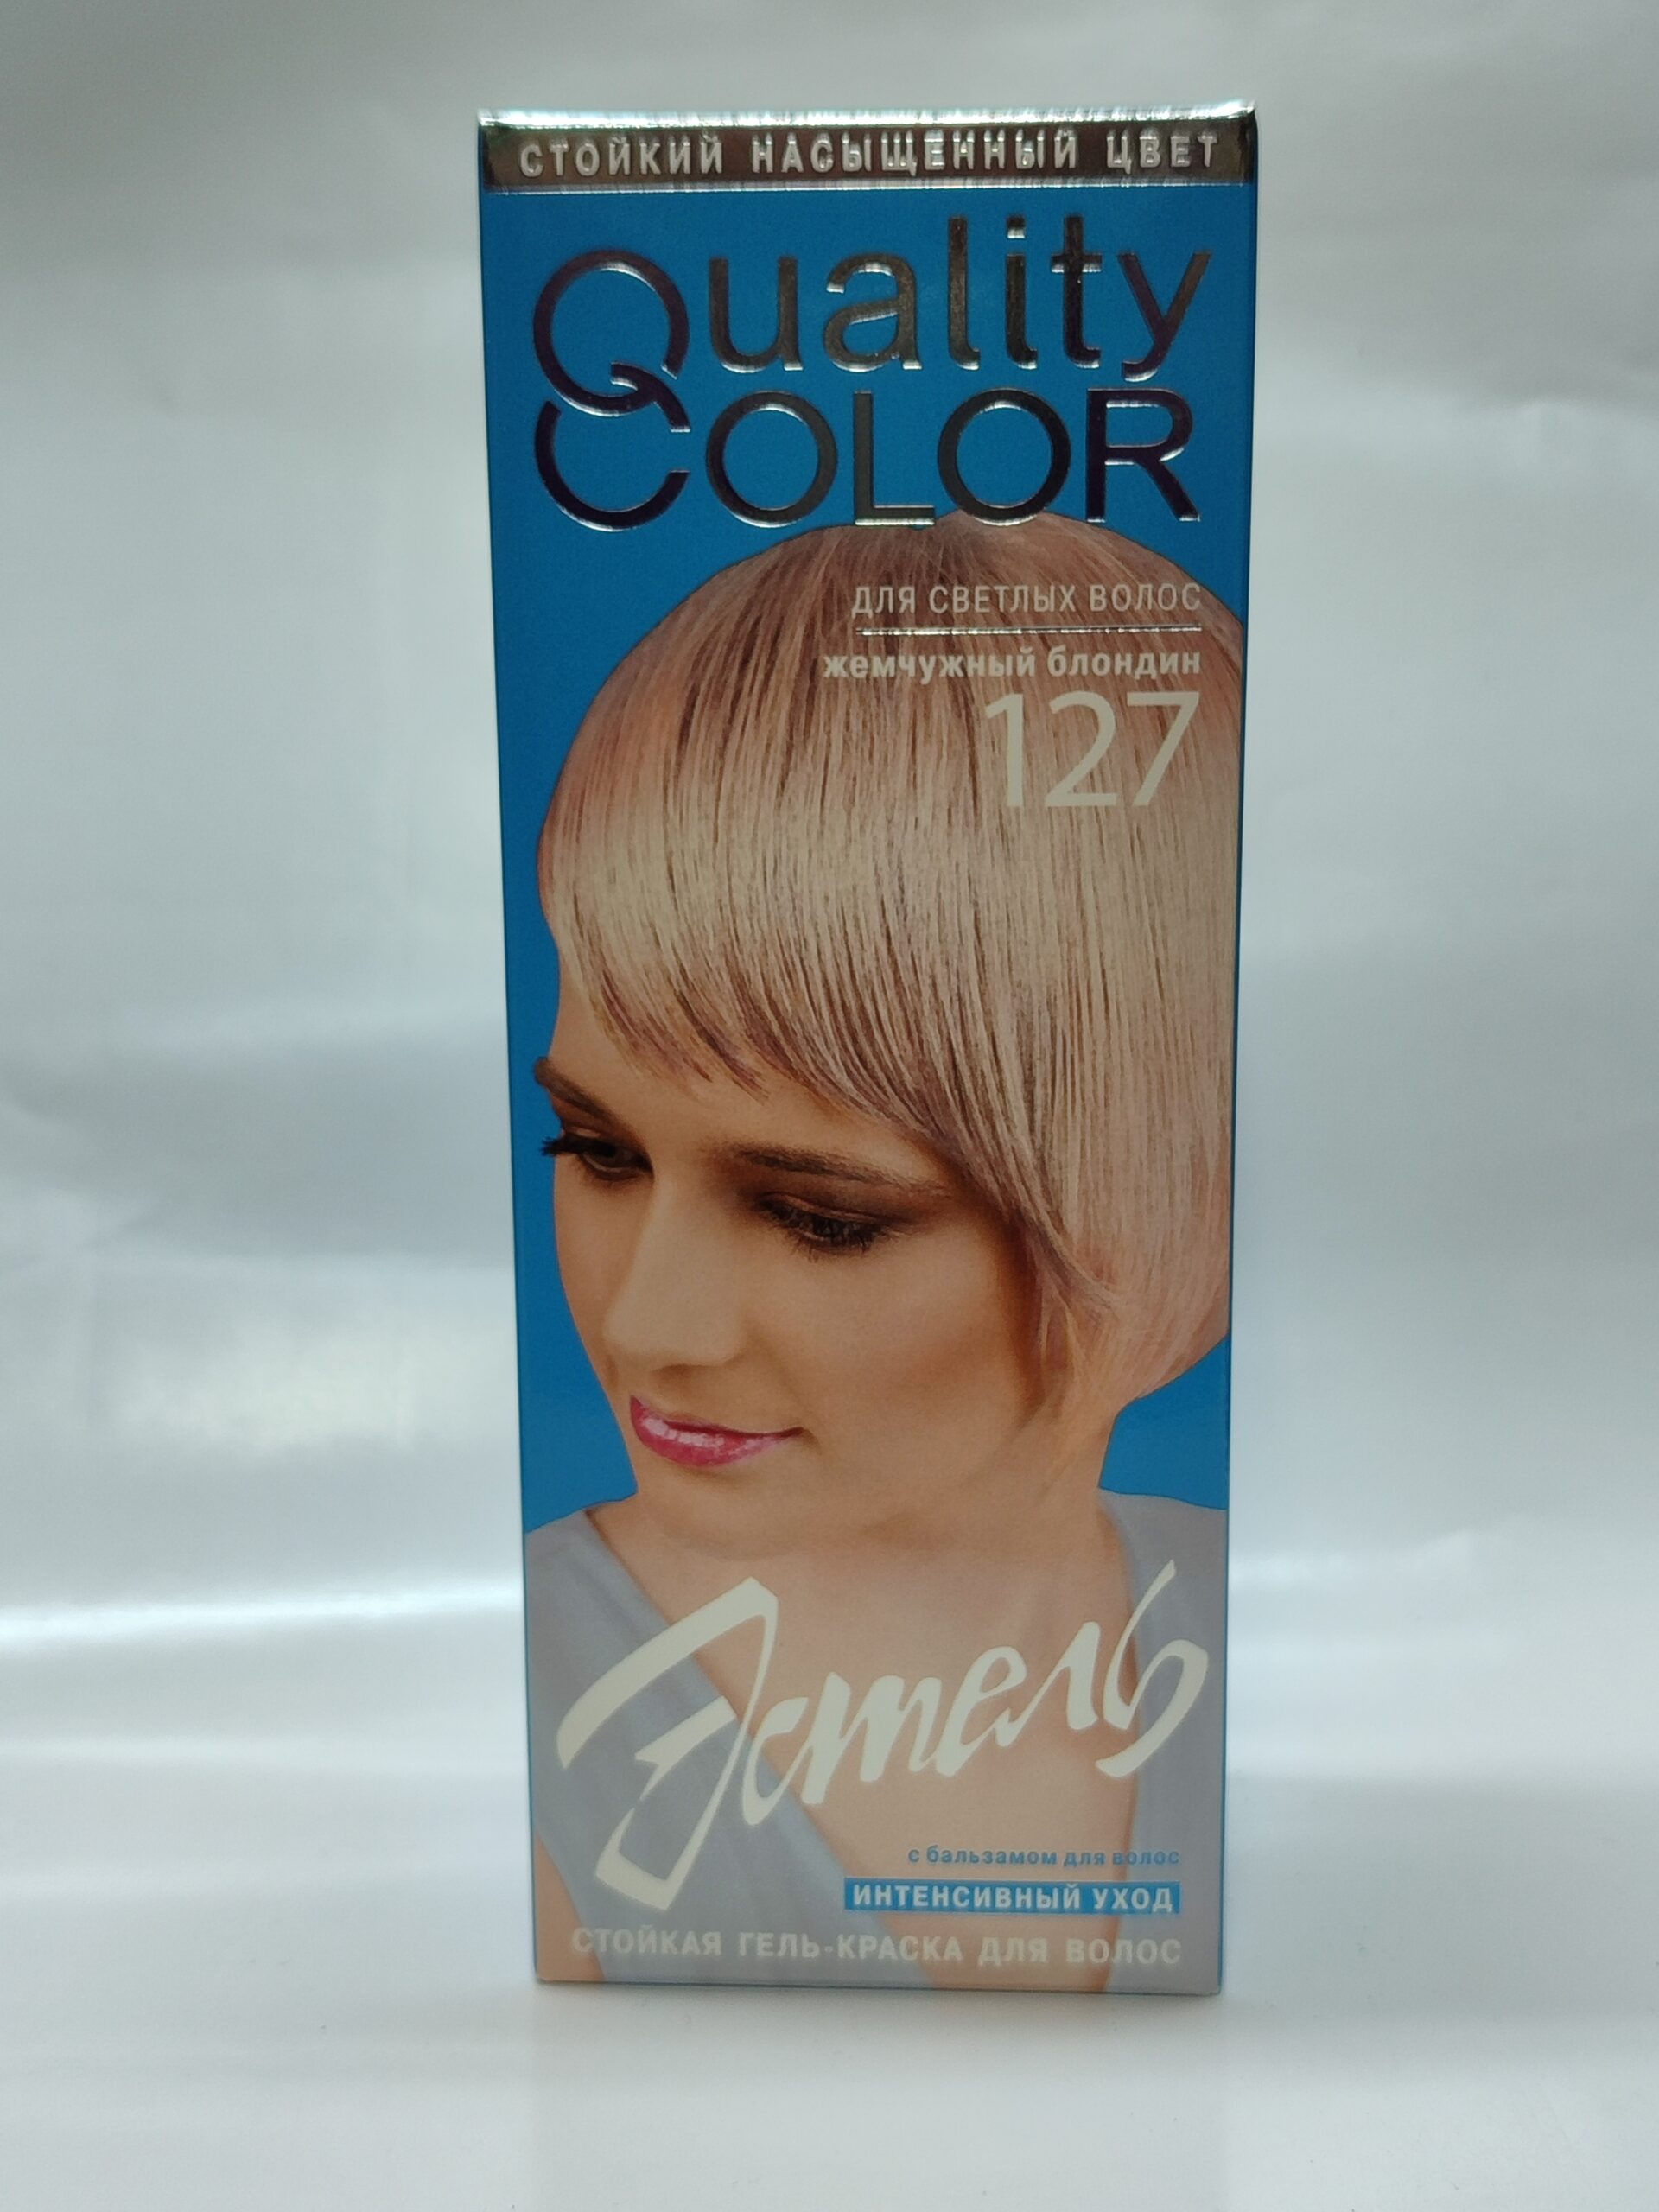 СТОЙКИЙ НАСЫЩЕННЫЙ ЦВЕТ
Quality
COLOR
ДЛЯ СВЕТЛЫХ ВОЛОС
жемчужный блондин
127
Эстель
с бальзамом для волос
ИНТЕНСИВНЫЙ УХОД
СТОЙКАЯ ГЕЛЬ-КРАСКА ДЛЯ ВОЛОС